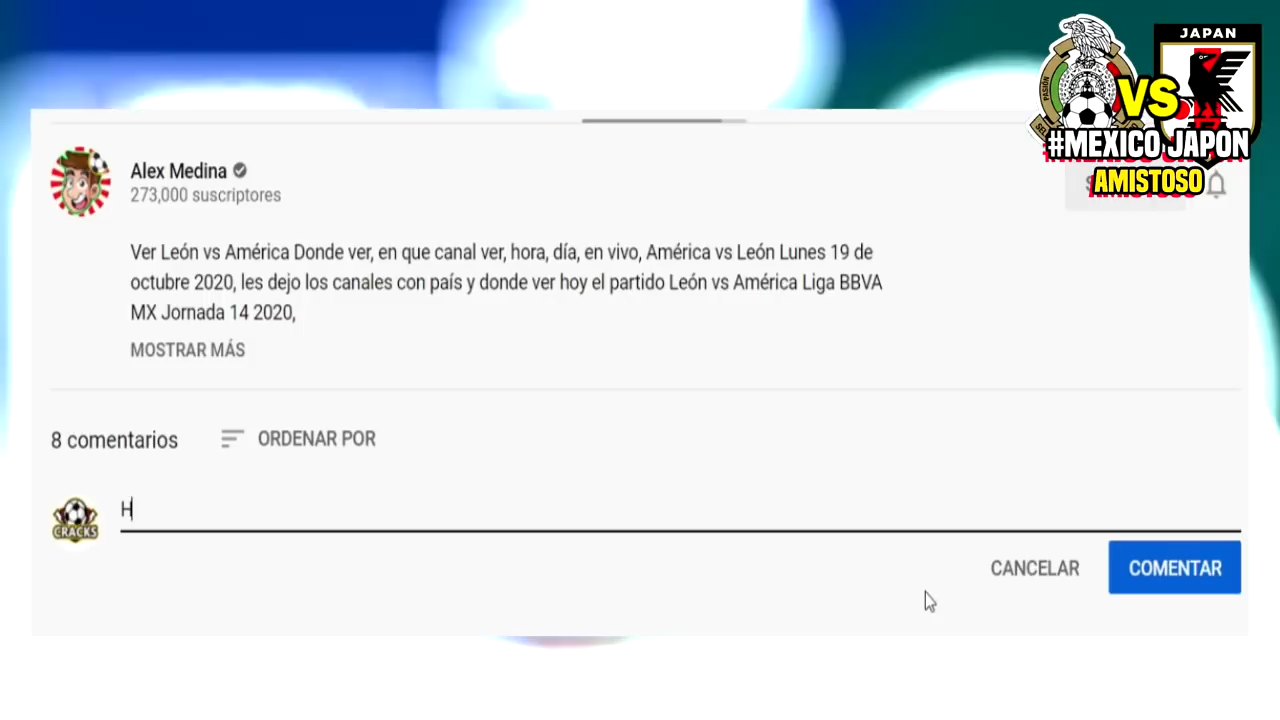 JAPAN
VS
#MEXICO JAPON
AMISTOSO
PASIÓN
Alex Medina
273,000 suscriptores
Ver León vs América Donde ver, en que canal ver, hora, día, en vivo, América vs León Lunes 19 de
octubre 2020, les dejo los canales con país y donde ver hoy el partido León vs América Liga BBVA
MX Jornada 14 2020,
MOSTRAR MÁS
8 comentarios
ORDENAR POR
CRACKS
H
CANCELAR
COMENTAR